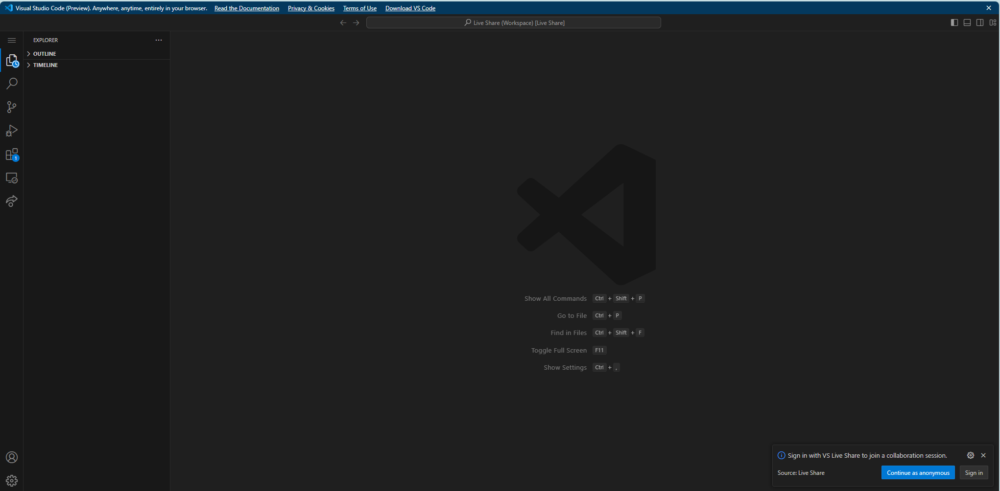 Visual Studio Code (Preview). Anywhere, anytime, entirely in your browser. Read the Documentation Privacy & Cookies Terms of Use Download VS Code
Live Share (Workspace) [Live Share]
EXPLORER
OUTLINE
TIMELINE
1
Show All Commands Ctrl + Shift + P
Go to File Ctrl + P
Find in Files Ctrl + Shift + F
Toggle Full Screen F11
Show Settings Ctrl + ,
Sign in with VS Live Share to join a collaboration session.
Source: Live Share Continue as anonymous Sign in